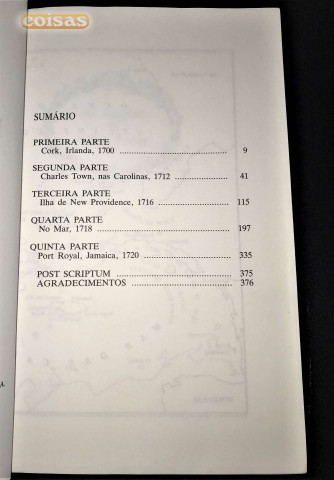 coisas
SUMÁRIO
PRIMEIRA PARTE
Cork, Irlanda, 1700 ........................................ 9
SEGUNDA PARTE
Charles Town, nas Carolinas, 1712 ........................ 41
TERCEIRA PARTE
Ilha de New Providence, 1716 ........................... 115
QUARTA PARTE
No Mar, 1718 ............................................. 197
QUINTA PARTE
Port Royal, Jamaica, 1720 ................................ 335
POST SCRIPTUM ........................................ 375
AGRADECIMENTOS ................................... 376